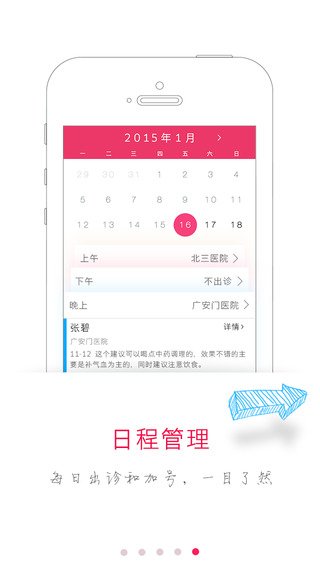 2015年1月 >
一 二 三 四 五 六 日
29 30 31 1 2 3 4
5 6 7 8 9 10 11
12 13 14 15 16 17 18
上午 北三医院 >
下午 不出诊 >
晚上 广安门医院 >
张碧 详情>
广安门医院
11-12 这个建议可以喝点中药调理的，效果不错的主
要是补气血为主的，同时建议注意饮食。
日程管理
每日出诊和加号，一目了然